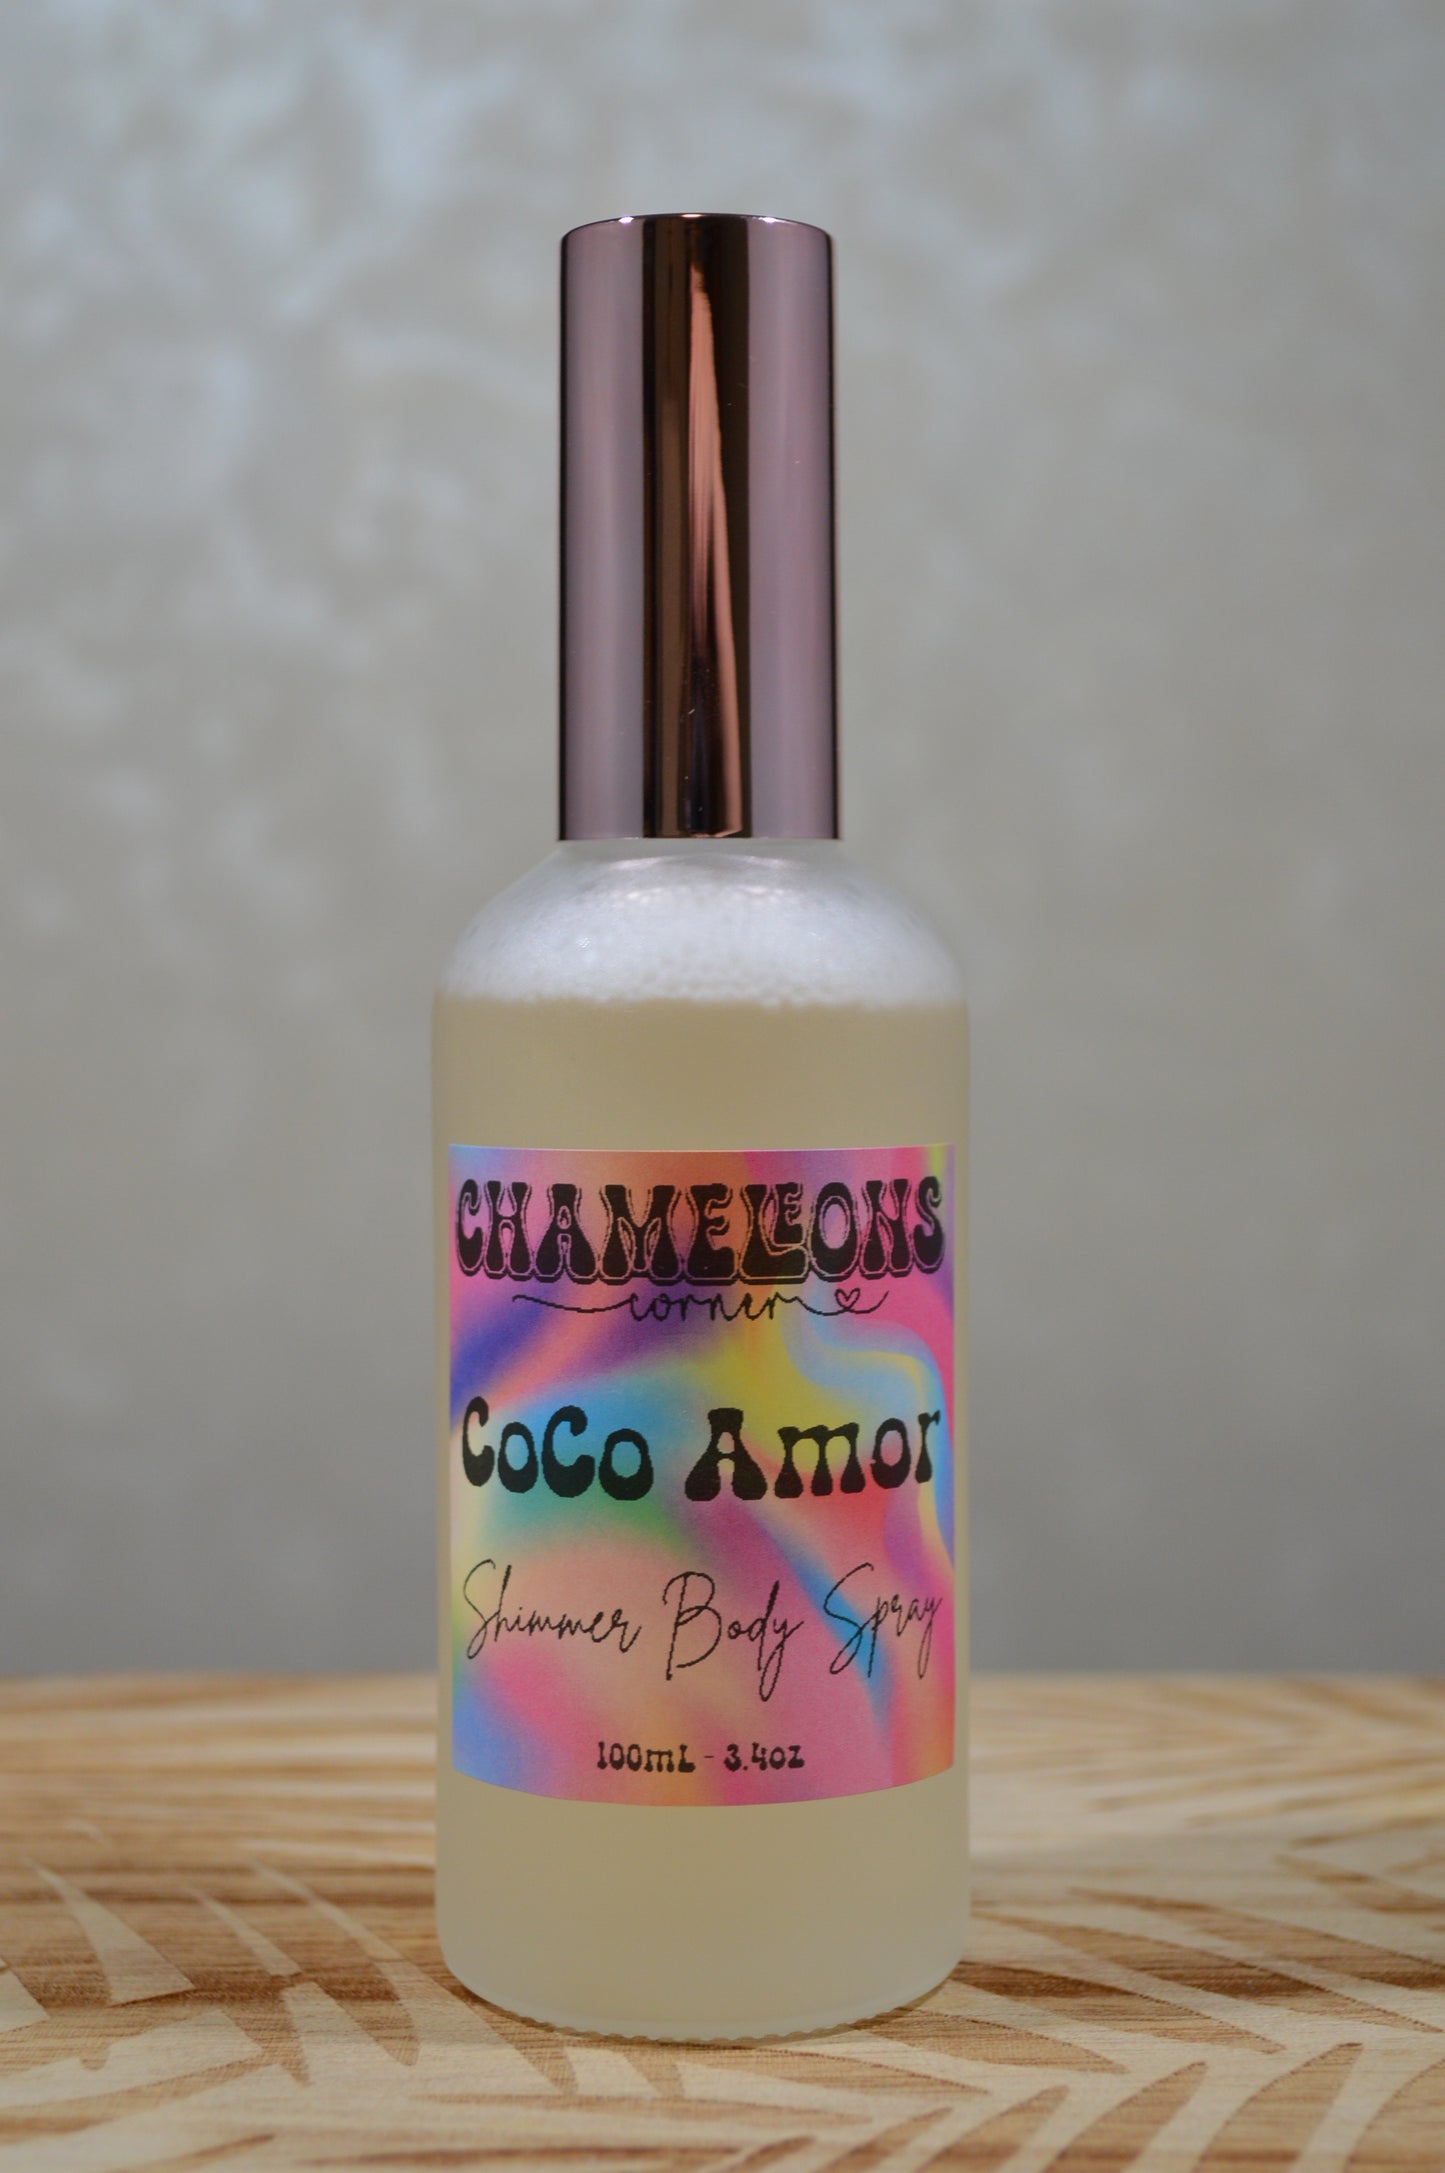 CHAMELEONS
corner
CoCo Amor
Shimmer Body Spray
100mL - 3.4oz